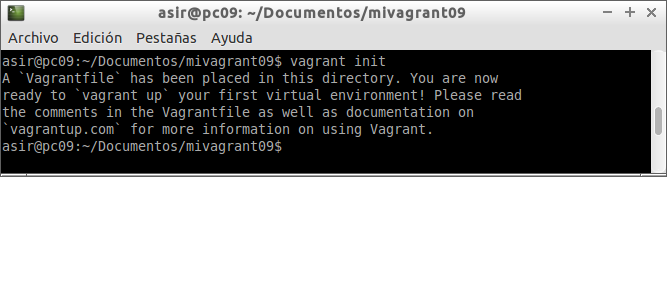 asir@pc09: ~/Documentos/mivagrant09
Archivo Edición Pestañas Ayuda
asir@pc09:~/Documentos/mivagrant09$ vagrant init
A `Vagrantfile` has been placed in this directory. You are now
ready to `vagrant up` your first virtual environment! Please read
the comments in the Vagrantfile as well as documentation on
`vagrantup.com` for more information on using Vagrant.
asir@pc09:~/Documentos/mivagrant09$